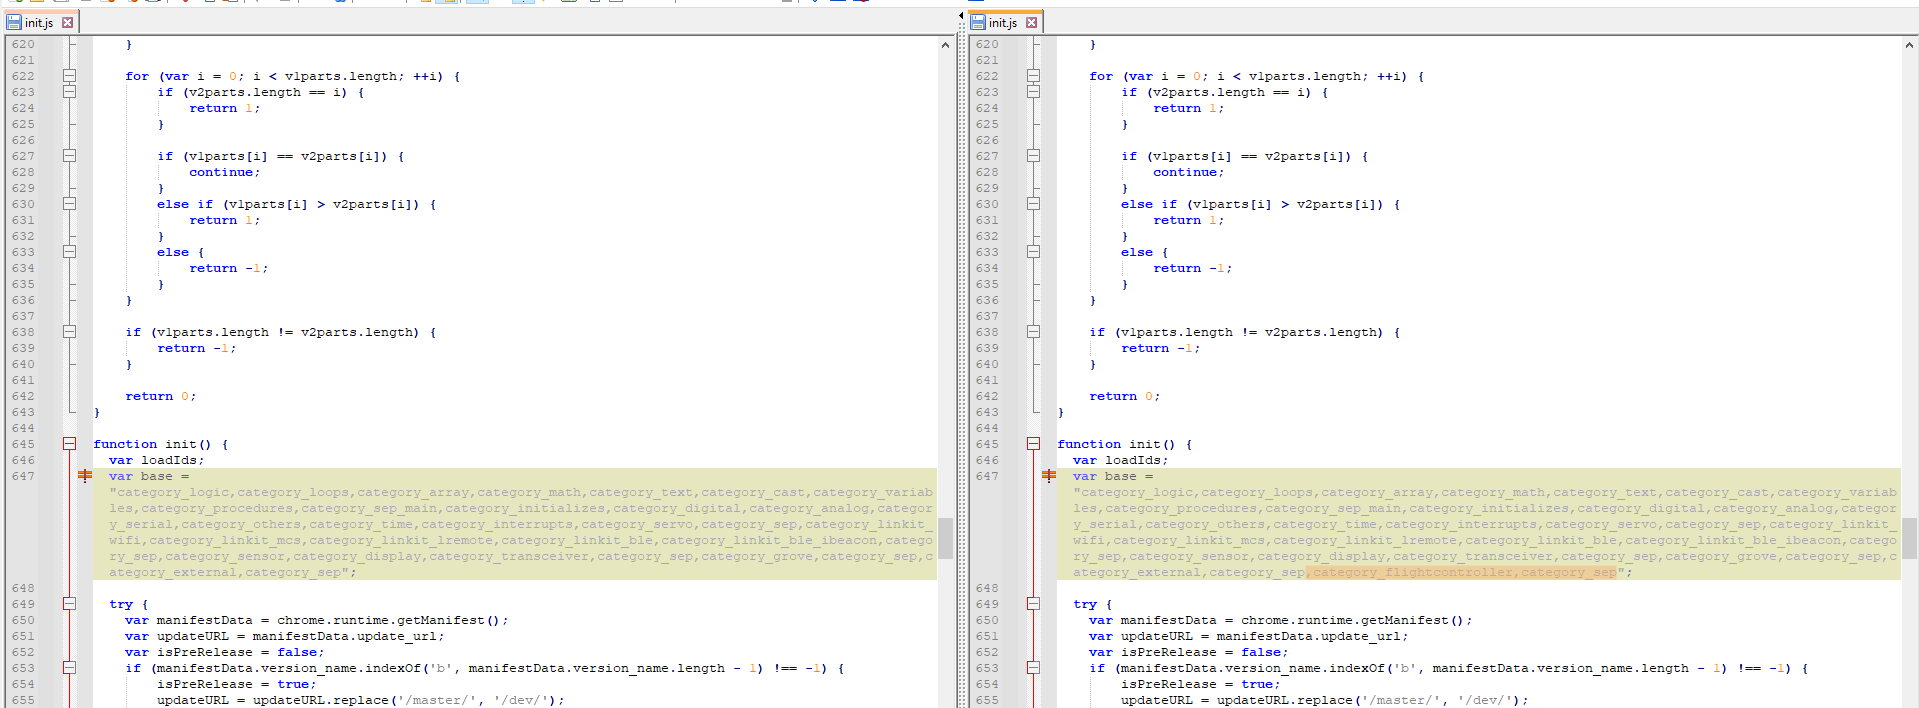 init.js
620 }
621
622 for (var i = 0; i < v1parts.length; ++i) {
623 if (v2parts.length == i) {
624 return 1;
625 }
626
627 if (v1parts[i] == v2parts[i]) {
628 continue;
629 }
630 else if (v1parts[i] > v2parts[i]) {
631 return 1;
632 }
633 else {
634 return -1;
635 }
636 }
637
638 if (v1parts.length != v2parts.length) {
639 return -1;
640 }
641
642 return 0;
643 }
644
645 function init() {
646 var loadIds;
647 var base =
"category_logic,category_loops,category_array,category_math,category_text,category_cast,category_variab
les,category_procedures,category_sep_main,category_initializes,category_digital,category_analog,categor
y_serial,category_others,category_time,category_interrupts,category_servo,category_sep,category_linkit_
wifi,category_linkit_mcs,category_linkit_lremote,category_linkit_ble,category_linkit_ble_ibeacon,catego
ry_sep,category_sensor,category_display,category_transceiver,category_sep,category_grove,category_sep,c
ategory_external,category_sep";
648
649 try {
650 var manifestData = chrome.runtime.getManifest();
651 var updateURL = manifestData.update_url;
652 var isPreRelease = false;
653 if (manifestData.version_name.indexOf('b', manifestData.version_name.length - 1) !== -1) {
654 isPreRelease = true;
655 updateURL = updateURL.replace('/master/', '/dev/');
init.js
620 }
621
622 for (var i = 0; i < v1parts.length; ++i) {
623 if (v2parts.length == i) {
624 return 1;
625 }
626
627 if (v1parts[i] == v2parts[i]) {
628 continue;
629 }
630 else if (v1parts[i] > v2parts[i]) {
631 return 1;
632 }
633 else {
634 return -1;
635 }
636 }
637
638 if (v1parts.length != v2parts.length) {
639 return -1;
640 }
641
642 return 0;
643 }
644
645 function init() {
646 var loadIds;
647 var base =
"category_logic,category_loops,category_array,category_math,category_text,category_cast,category_variab
les,category_procedures,category_sep_main,category_initializes,category_digital,category_analog,categor
y_serial,category_others,category_time,category_interrupts,category_servo,category_sep,category_linkit_
wifi,category_linkit_mcs,category_linkit_lremote,category_linkit_ble,category_linkit_ble_ibeacon,catego
ry_sep,category_sensor,category_display,category_transceiver,category_sep,category_grove,category_sep,c
ategory_external,category_sep,category_flightcontroller,category_sep";
648
649 try {
650 var manifestData = chrome.runtime.getManifest();
651 var updateURL = manifestData.update_url;
652 var isPreRelease = false;
653 if (manifestData.version_name.indexOf('b', manifestData.version_name.length - 1) !== -1) {
654 isPreRelease = true;
655 updateURL = updateURL.replace('/master/', '/dev/');